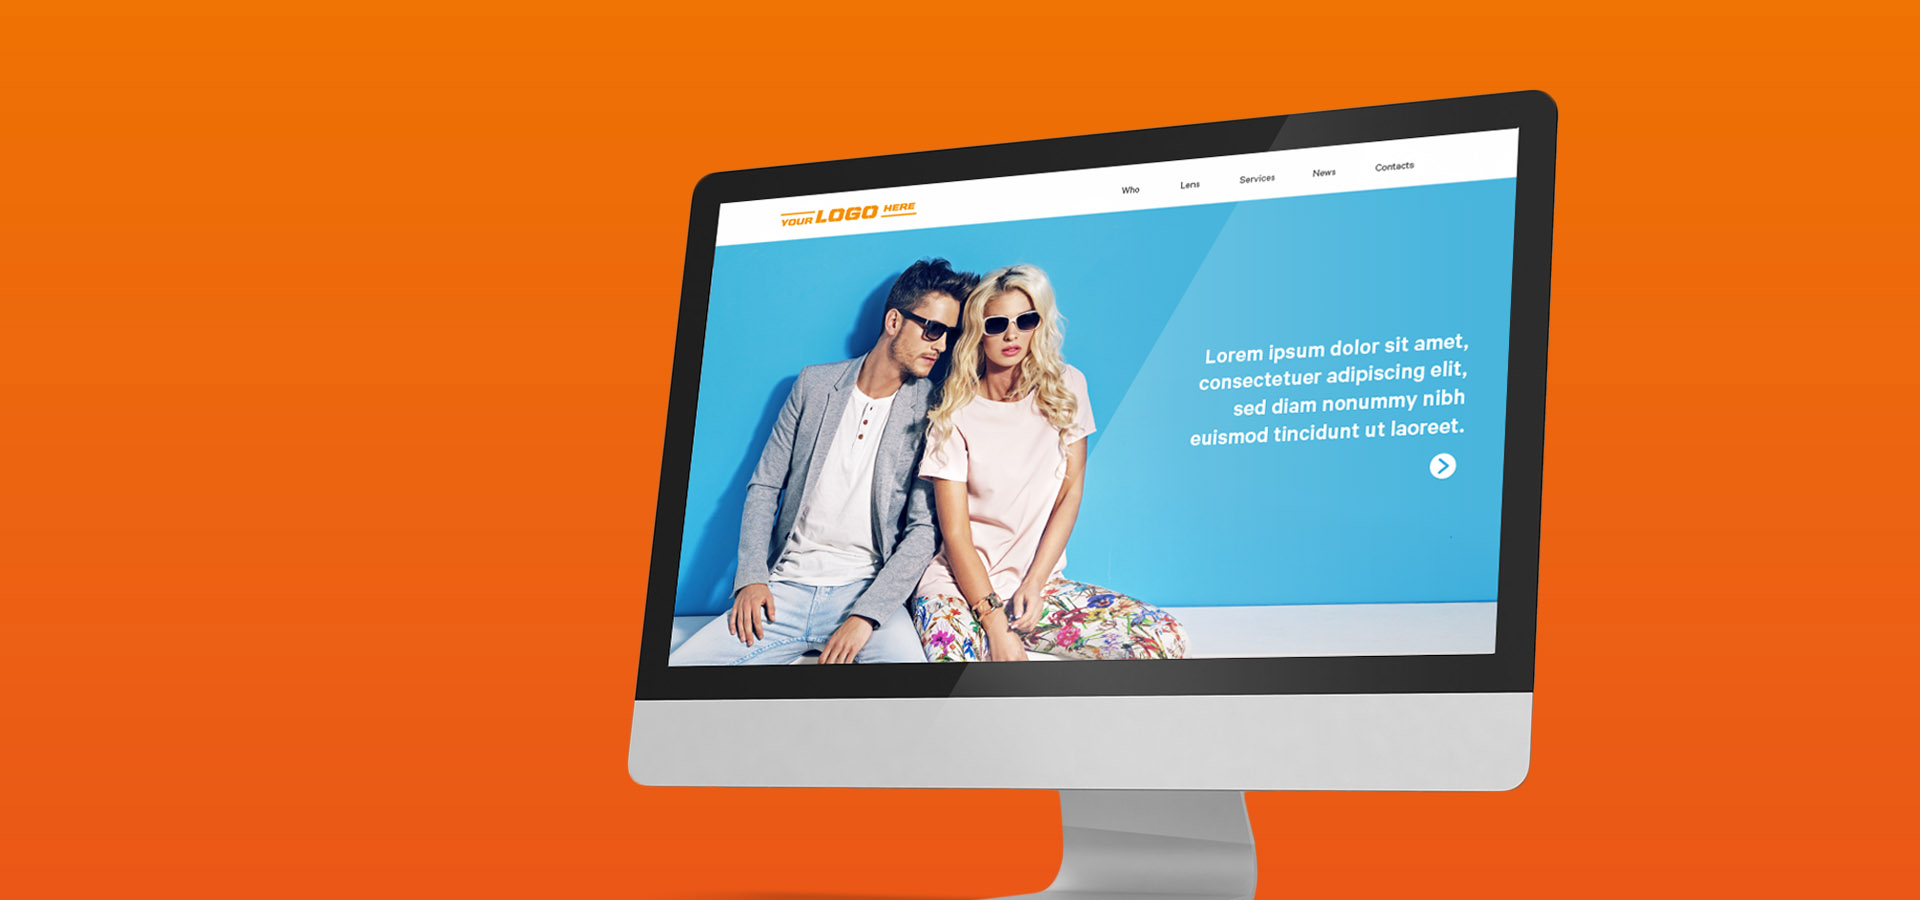 YOUR LOGO HERE
Who Lens Services News Contacts
Lorem ipsum dolor sit amet,
consectetuer adipiscing elit,
sed diam nonummy nibh
euismod tincidunt ut laoreet.